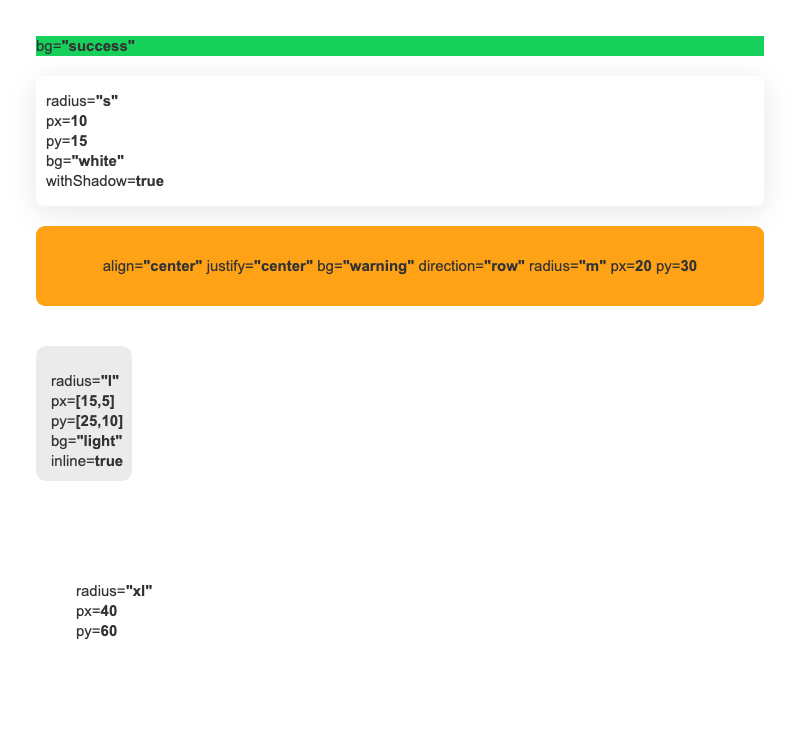 bg="success"
radius="s"
px=10
py=15
bg="white"
withShadow=true
align="center" justify="center" bg="warning" direction="row" radius="m" px=20 py=30
radius="l"
px=[15,5]
py=[25,10]
bg="light"
inline=true
radius="xl"
px=40
py=60